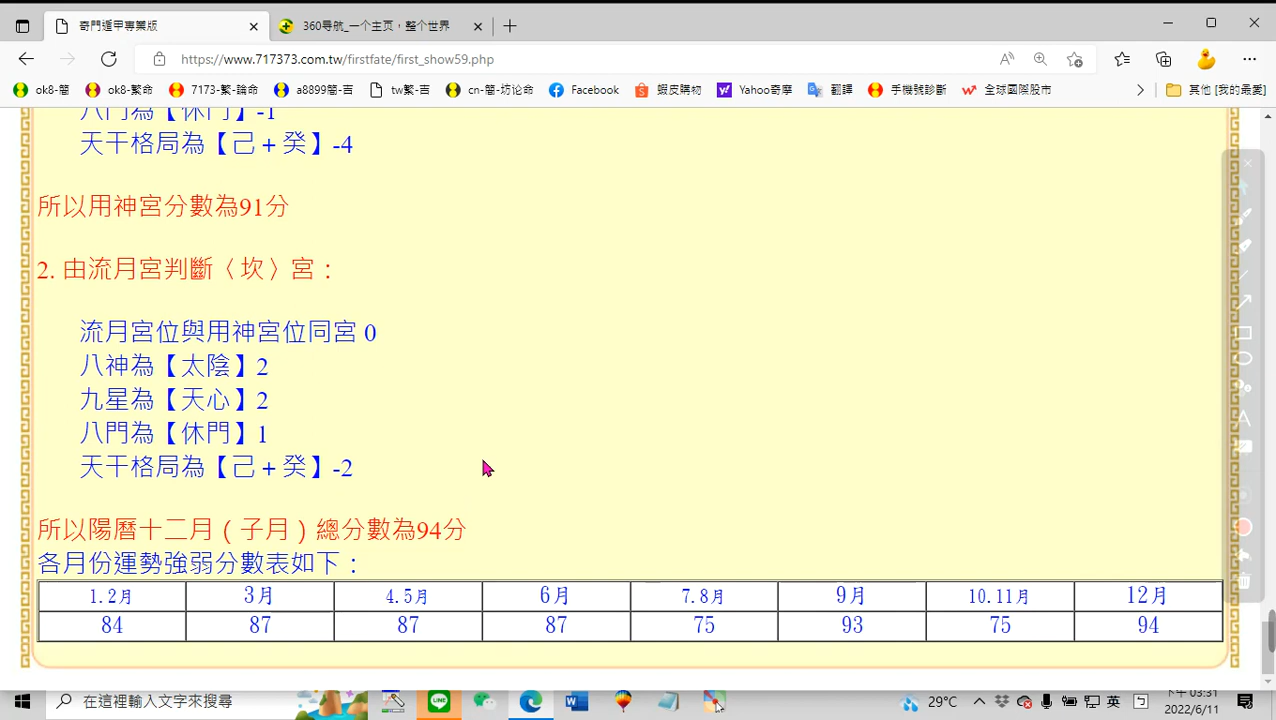 奇門遁甲専業版
360导航_一个主页，整个世界
https://www.717373.com.tw/firstfate/first_show59.php
ok8-簡
ok8-繁命
7173-繁-論命
a8899簡-吉
tw繁-吉
cn-簡-坊论命
Facebook
蝦皮購物
Yahoo奇摩
翻譯
手機號診斷
全球國際股市
其他 [我的最愛]
八門為【休門】-1
天干格局為【己＋癸】-4
所以用神宮分數為91分
2. 由流月宮判斷〈坎〉宮：
流月宮位與用神宮位同宮 0
八神為【太陰】2
九星為【天心】2
八門為【休門】1
天干格局為【己＋癸】-2
所以陽曆十二月（子月）總分數為94分
各月份運勢強弱分數表如下：
1.2月 3月 4.5月 6月 7.8月 9月 10.11月 12月
84 87 87 87 75 93 75 94
在這裡輸入文字來搜尋
29°C
英
下午 03:31
2022/6/11